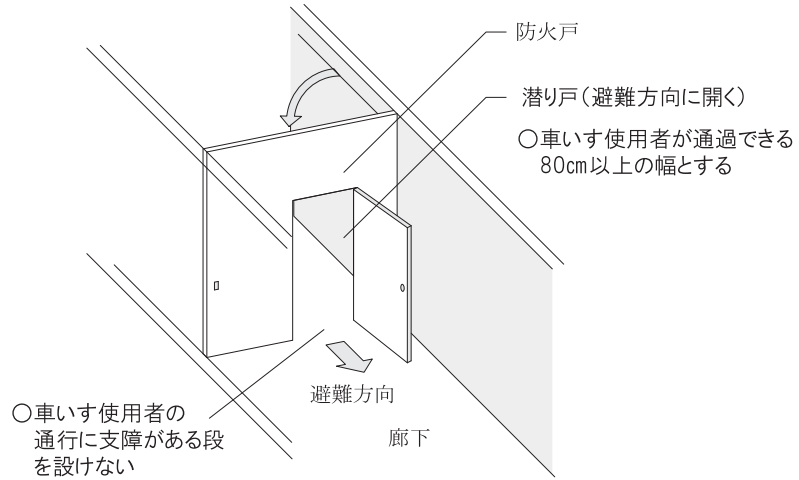 防火戸
潜り戸（避難方向に開く）
○車いす使用者が通過できる
80㎝以上の幅とする
避難方向
○車いす使用者の
通行に支障がある段
を設けない
廊下